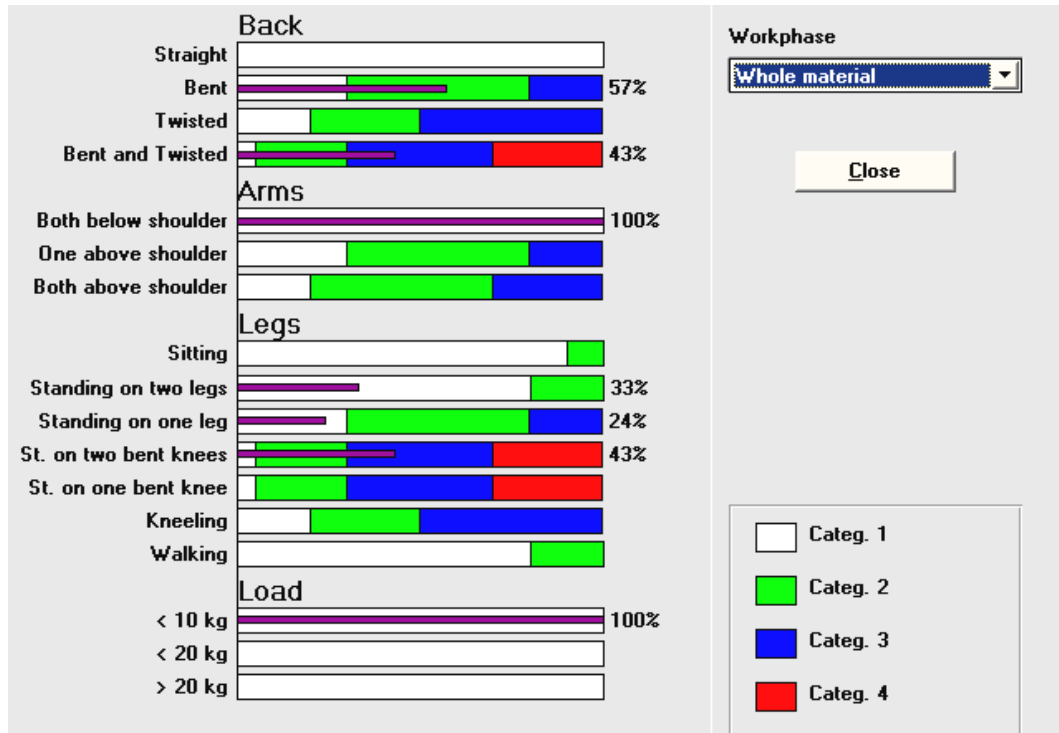 Back
Straight
Bent 57%
Twisted
Bent and Twisted 43%
Arms
Both below shoulder 100%
One above shoulder
Both above shoulder
Legs
Sitting
Standing on two legs 33%
Standing on one leg 24%
St. on two bent knees 43%
St. on one bent knee
Kneeling
Walking
Load
< 10 kg 100%
< 20 kg
> 20 kg
Workphase
Whole material
Close
Categ. 1
Categ. 2
Categ. 3
Categ. 4